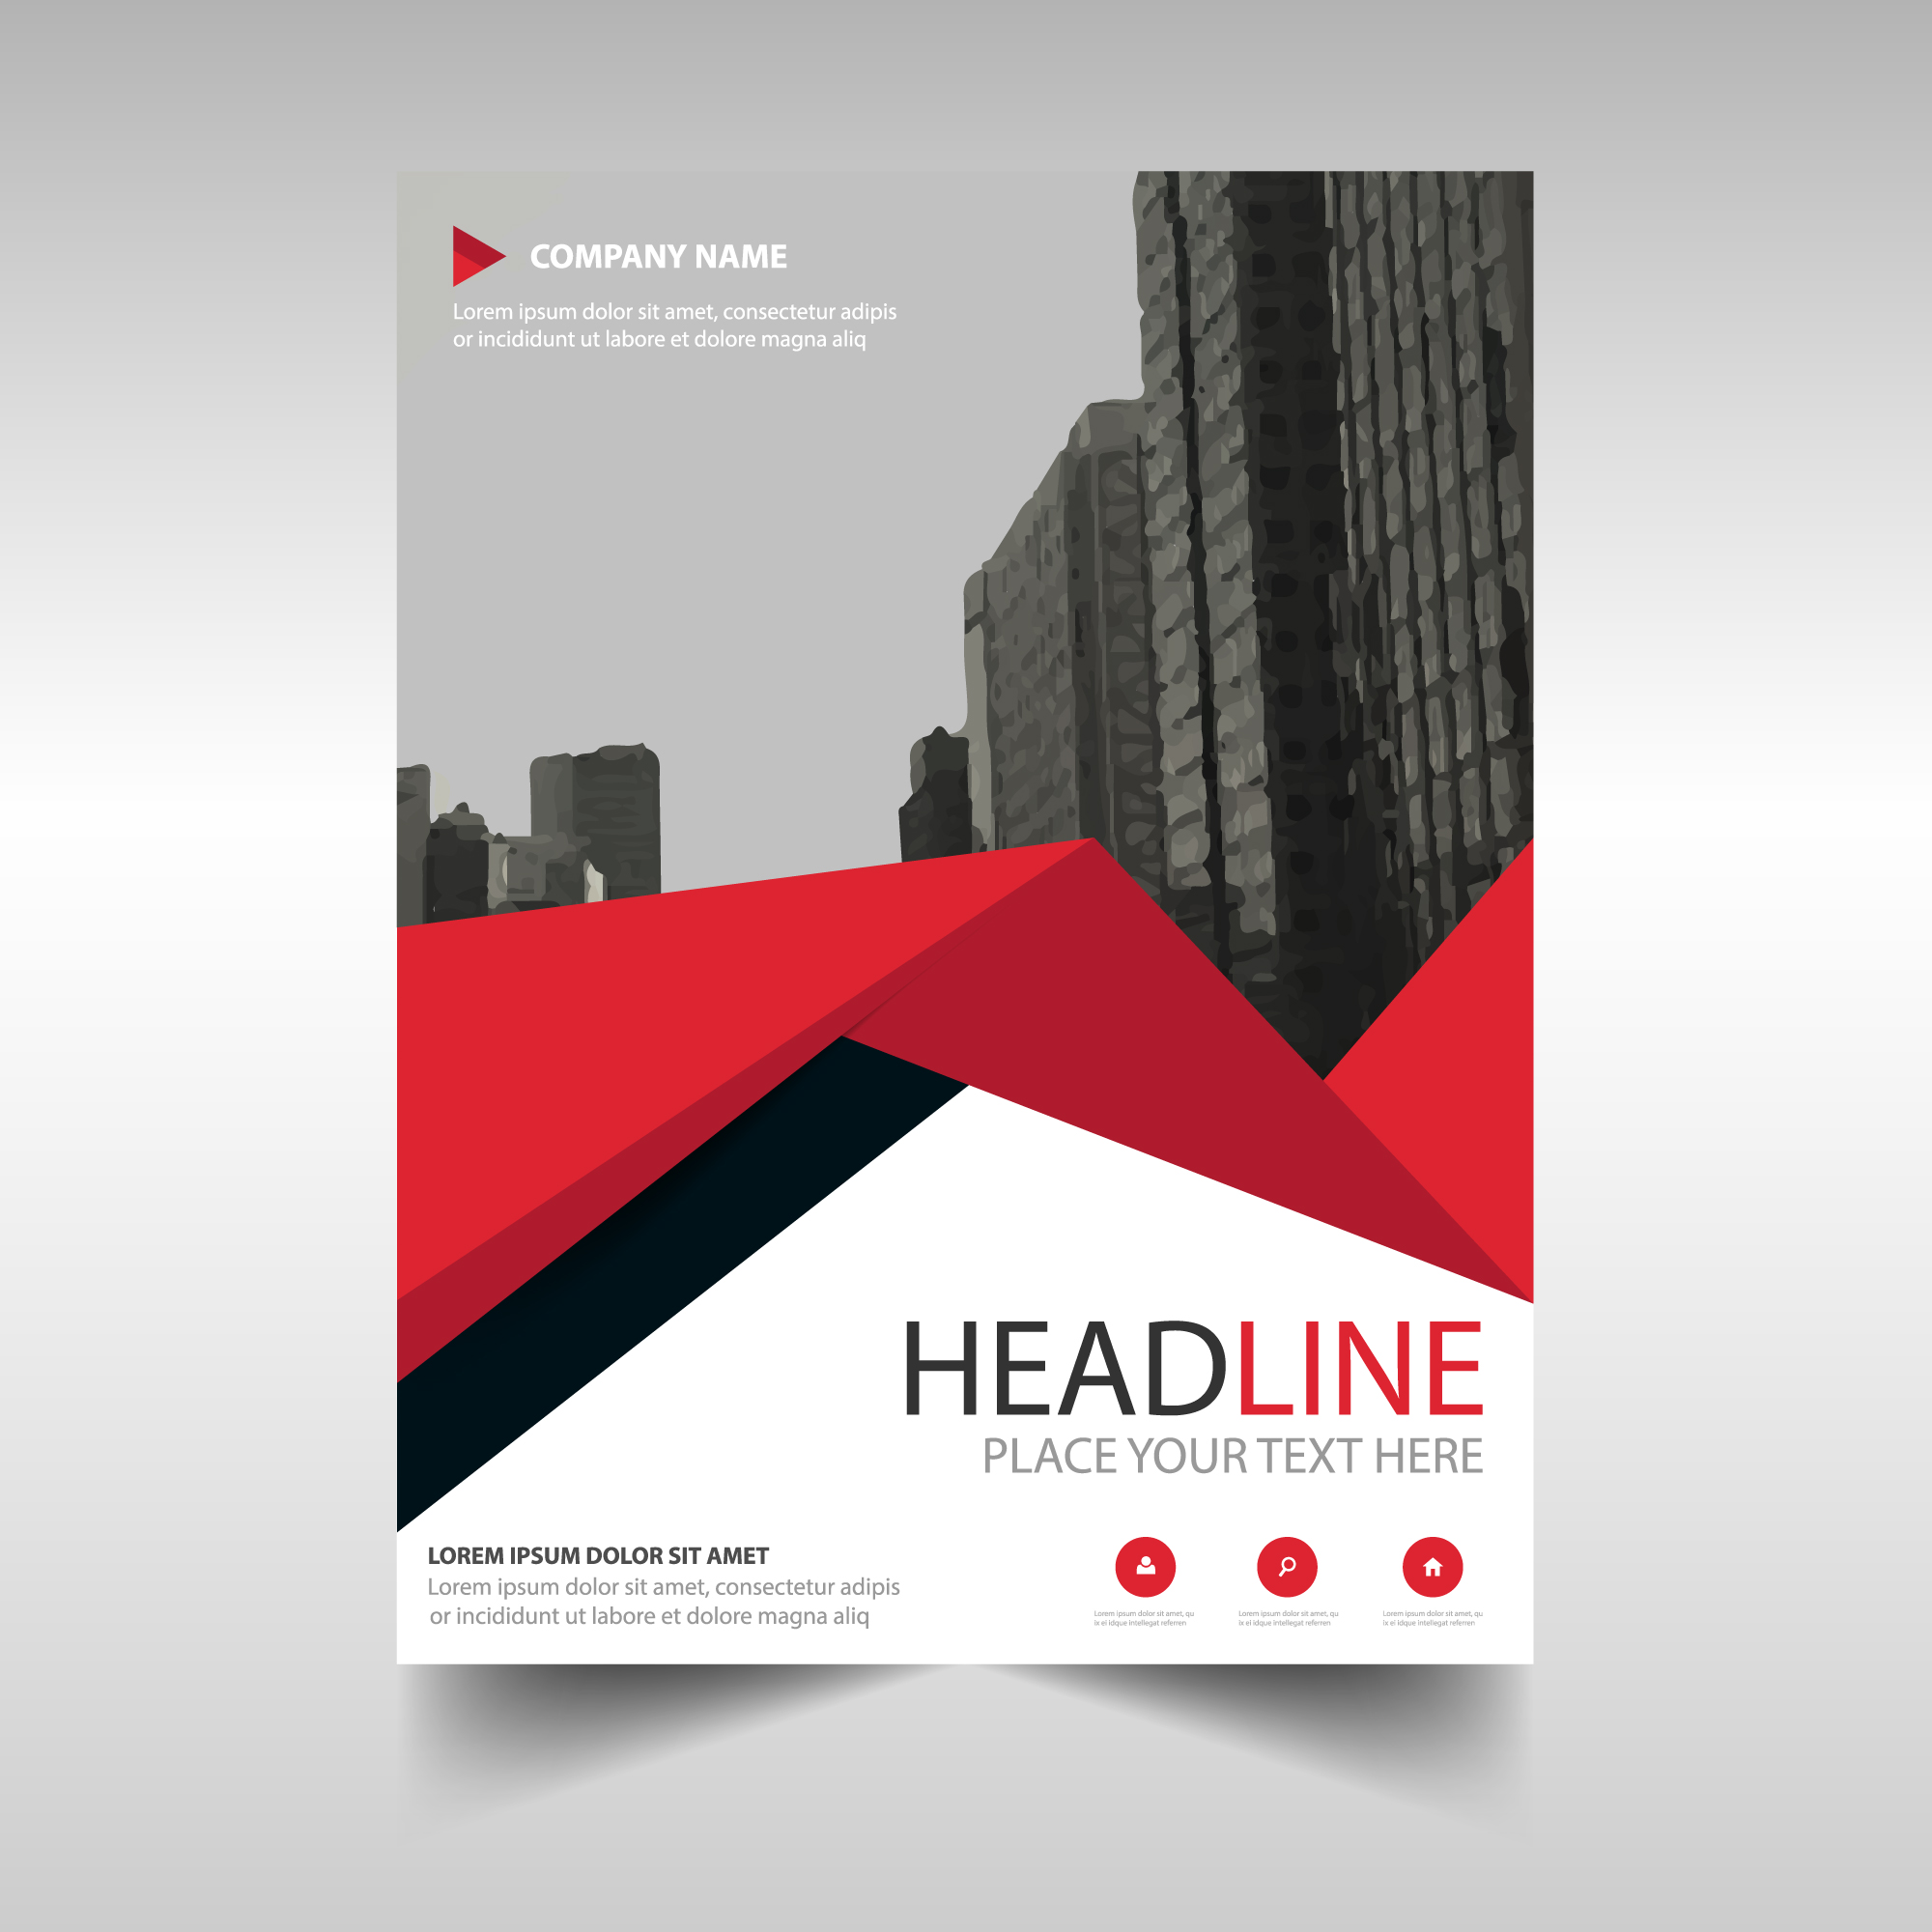 COMPANY NAME
Lorem ipsum dolor sit amet, consectetur adipis
or incididunt ut labore et dolore magna aliq
HEADLINE
PLACE YOUR TEXT HERE
LOREM IPSUM DOLOR SIT AMET
Lorem ipsum dolor sit amet, consectetur adipis
or incididunt ut labore et dolore magna aliq
Lorem ipsum dolor sit amet, qu
ix ei idque intellegat referren
Lorem ipsum dolor sit amet, qu
ix ei idque intellegat referren
Lorem ipsum dolor sit amet, qu
ix ei idque intellegat referren